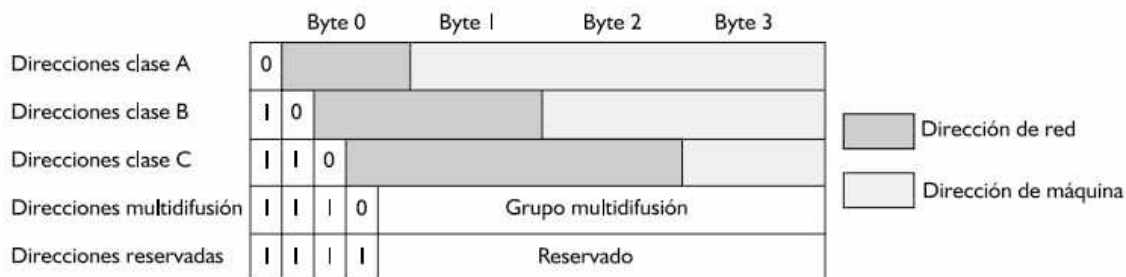 Byte 0 Byte 1 Byte 2 Byte 3
Direcciones clase A 0
Direcciones clase B 1 0
Direcciones clase C 1 1 0
Direcciones multidifusión 1 1 1 0 Grupo multidifusión
Direcciones reservadas 1 1 1 1 Reservado
Dirección de red
Dirección de máquina